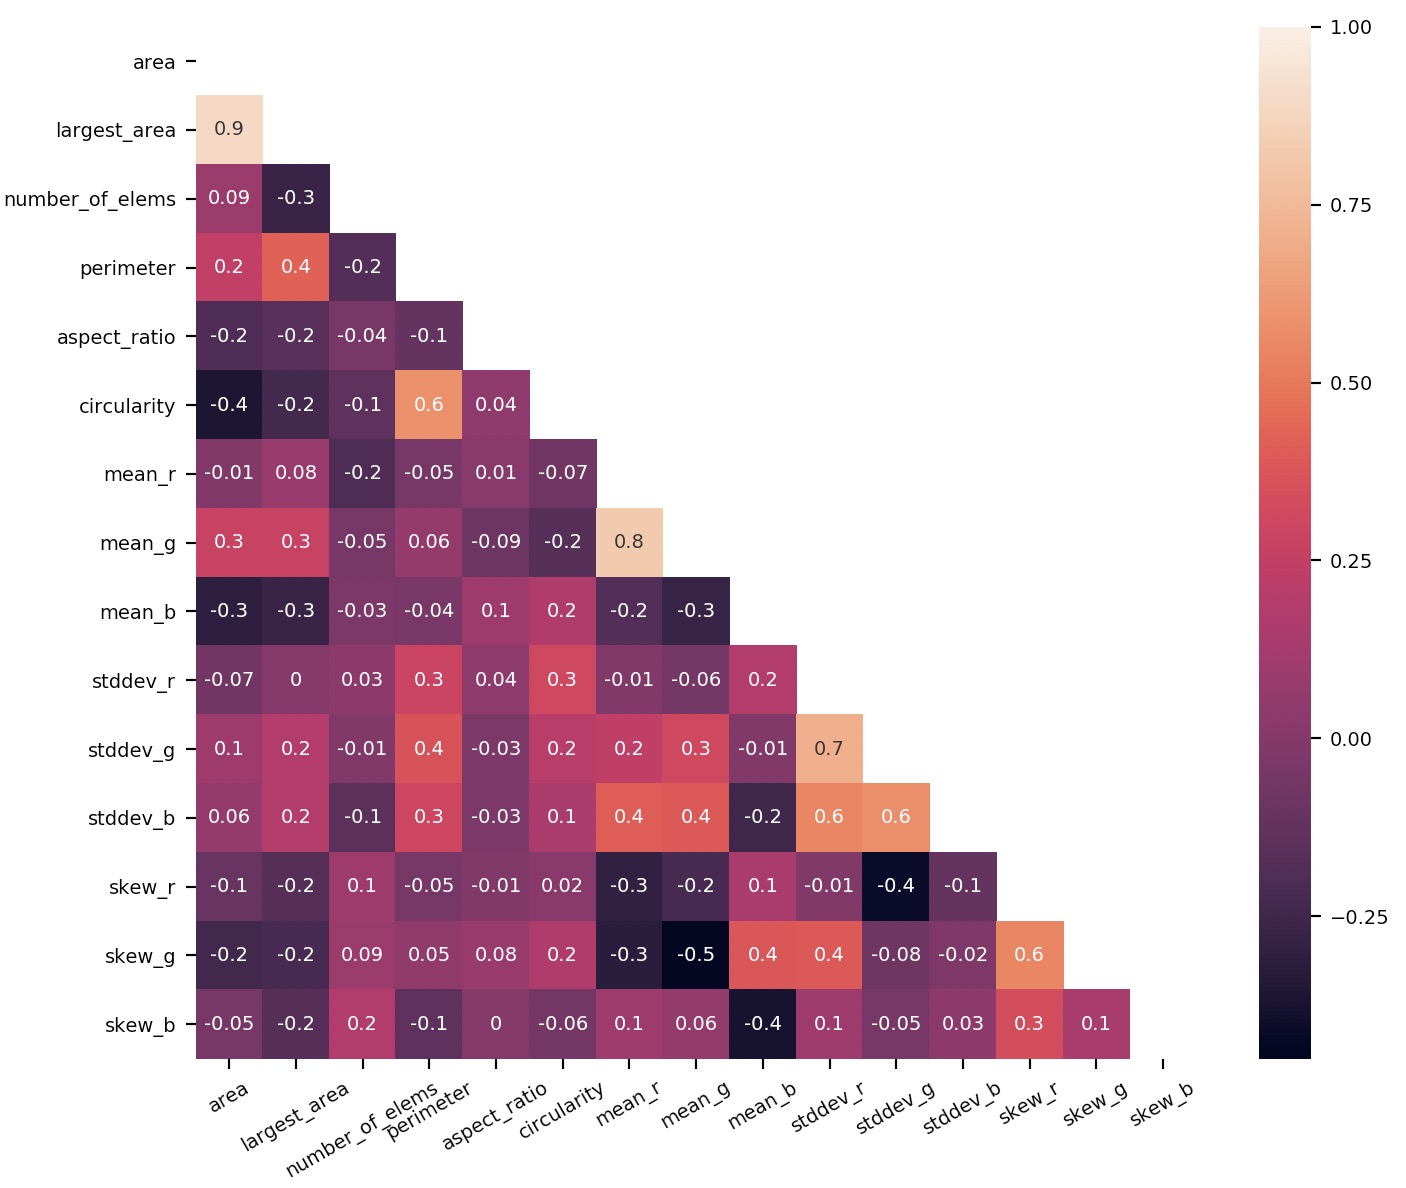 area
largest_area 0.9
number_of_elems 0.09 -0.3
perimeter 0.2 0.4 -0.2
aspect_ratio -0.2 -0.2 -0.04 -0.1
circularity -0.4 -0.2 -0.1 0.6 0.04
mean_r -0.01 0.08 -0.2 -0.05 0.01 -0.07
mean_g 0.3 0.3 -0.05 0.06 -0.09 -0.2 0.8
mean_b -0.3 -0.3 -0.03 -0.04 0.1 0.2 -0.2 -0.3
stddev_r -0.07 0 0.03 0.3 0.04 0.3 -0.01 -0.06 0.2
stddev_g 0.1 0.2 -0.01 0.4 -0.03 0.2 0.2 0.3 -0.01 0.7
stddev_b 0.06 0.2 -0.1 0.3 -0.03 0.1 0.4 0.4 -0.2 0.6 0.6
skew_r -0.1 -0.2 0.1 -0.05 -0.01 0.02 -0.3 -0.2 0.1 -0.01 -0.4 -0.1
skew_g -0.2 -0.2 0.09 0.05 0.08 0.2 -0.3 -0.5 0.4 0.4 -0.08 -0.02 0.6
skew_b -0.05 -0.2 0.2 -0.1 0 -0.06 0.1 0.06 -0.4 0.1 -0.05 0.03 0.3 0.1
area largest_area number_of_elems perimeter aspect_ratio circularity mean_r mean_g mean_b stddev_r stddev_g stddev_b skew_r skew_g skew_b
1.00
0.75
0.50
0.25
0.00
−0.25